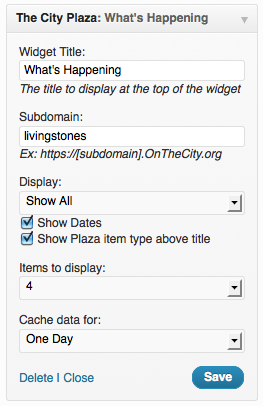 The City Plaza: What's Happening
Widget Title:
What's Happening
The title to display at the top of the widget
Subdomain:
livingstones
Ex: https://[subdomain].OnTheCity.org
Display:
Show All
Show Dates
Show Plaza item type above title
Items to display:
4
Cache data for:
One Day
Delete | Close Save